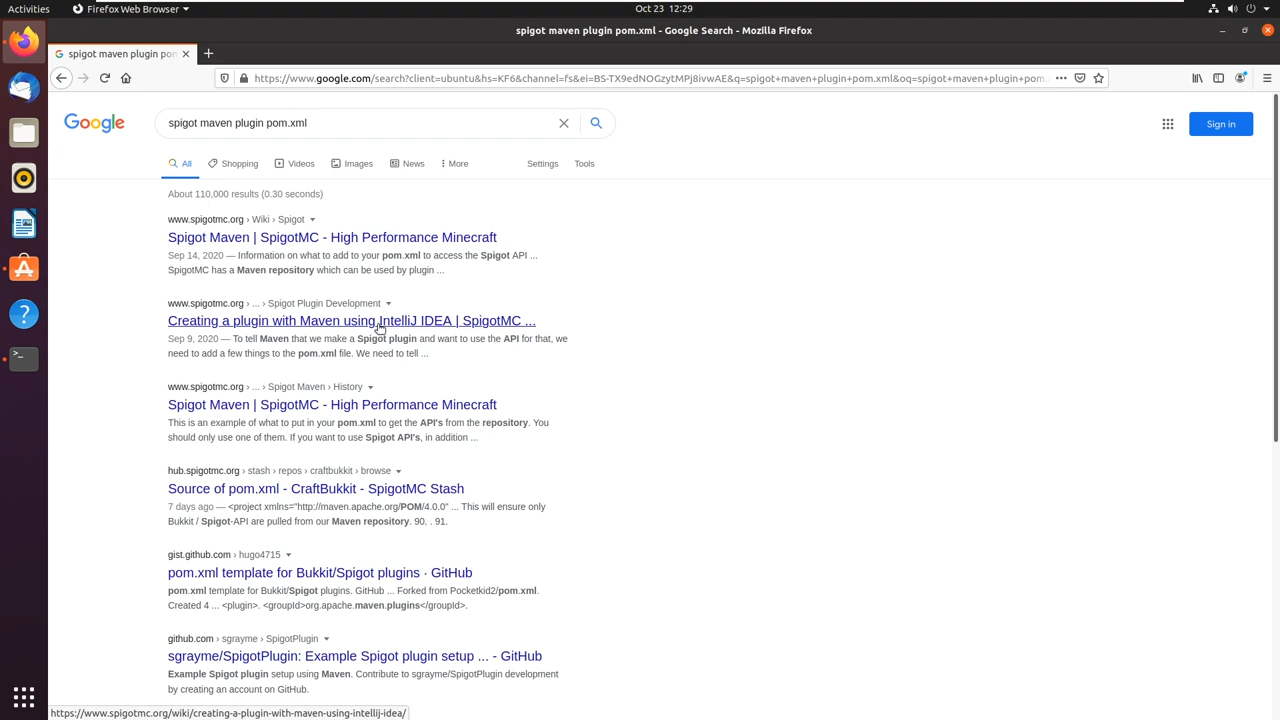 Activities
Firefox Web Browser
Oct 23 12:29
spigot maven plugin pom.xml - Google Search - Mozilla Firefox
spigot maven plugin pom
https://www.google.com/search?client=ubuntu&hs=KF6&channel=fs&ei=BS-TX9edNOGzytMPj8ivwAE&q=spigot+maven+plugin+pom.xml&oq=spigot+maven+plugin+pom.
Google
spigot maven plugin pom.xml
Sign in
All
Shopping
Videos
Images
News
More
Settings
Tools
About 110,000 results (0.30 seconds)
www.spigotmc.org › Wiki › Spigot
Spigot Maven | SpigotMC - High Performance Minecraft
Sep 14, 2020 — Information on what to add to your pom.xml to access the Spigot API ...
SpigotMC has a Maven repository which can be used by plugin ...
www.spigotmc.org › ... › Spigot Plugin Development
Creating a plugin with Maven using IntelliJ IDEA | SpigotMC ...
Sep 9, 2020 — To tell Maven that we make a Spigot plugin and want to use the API for that, we
need to add a few things to the pom.xml file. We need to tell ...
www.spigotmc.org › ... › Spigot Maven › History
Spigot Maven | SpigotMC - High Performance Minecraft
This is an example of what to put in your pom.xml to get the API's from the repository. You
should only use one of them. If you want to use Spigot API's, in addition ...
hub.spigotmc.org › stash › repos › craftbukkit › browse
Source of pom.xml - CraftBukkit - SpigotMC Stash
7 days ago — <project xmlns="http://maven.apache.org/POM/4.0.0" ... This will ensure only
Bukkit / Spigot-API are pulled from our Maven repository. 90. . 91.
gist.github.com › hugo4715
pom.xml template for Bukkit/Spigot plugins · GitHub
pom.xml template for Bukkit/Spigot plugins. GitHub ... Forked from Pocketkid2/pom.xml.
Created 4 ... <plugin>. <groupId>org.apache.maven.plugins</groupId>.
github.com › sgrayme › SpigotPlugin
sgrayme/SpigotPlugin: Example Spigot plugin setup ... - GitHub
Example Spigot plugin setup using Maven. Contribute to sgrayme/SpigotPlugin development
by creating an account on GitHub.
https://www.spigotmc.org/wiki/creating-a-plugin-with-maven-using-intellij-idea/